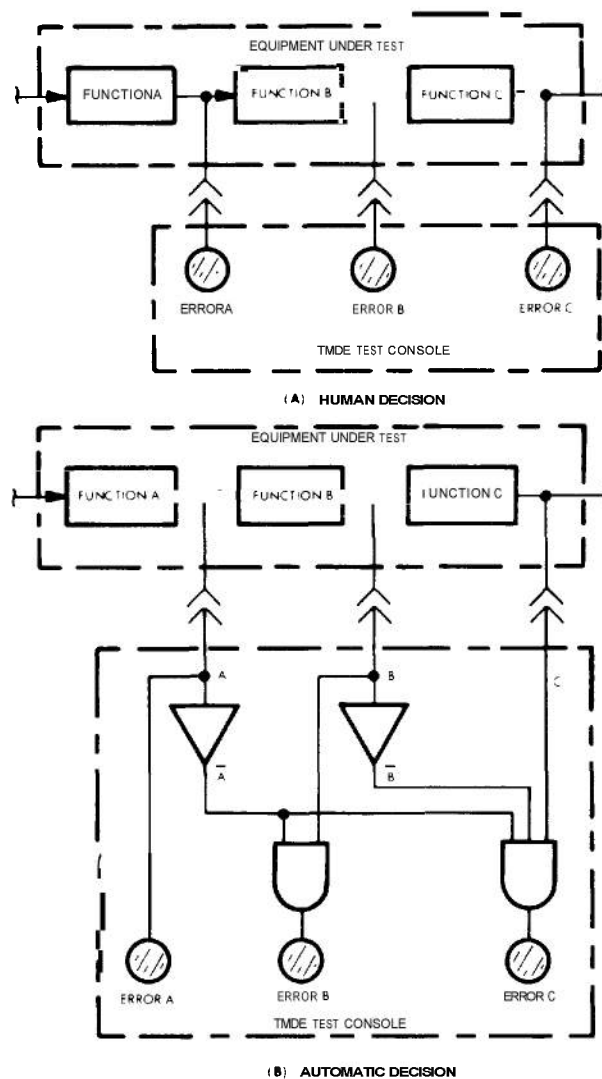 EQUIPMENT UNDER TEST
FUNCTIONA
FUNCTION B
FUNCTION C
ERRORA
ERROR B
ERROR C
TMDE TEST CONSOLE
(A) HUMAN DECISION
EQUIPMENT UNDER TEST
FUNCTION A
FUNCTION B
IUNCTION C
A
B
C
A̅
B̅
ERROR A
ERROR B
ERROR C
TMDE TEST CONSOLE
(B) AUTOMATIC DECISION